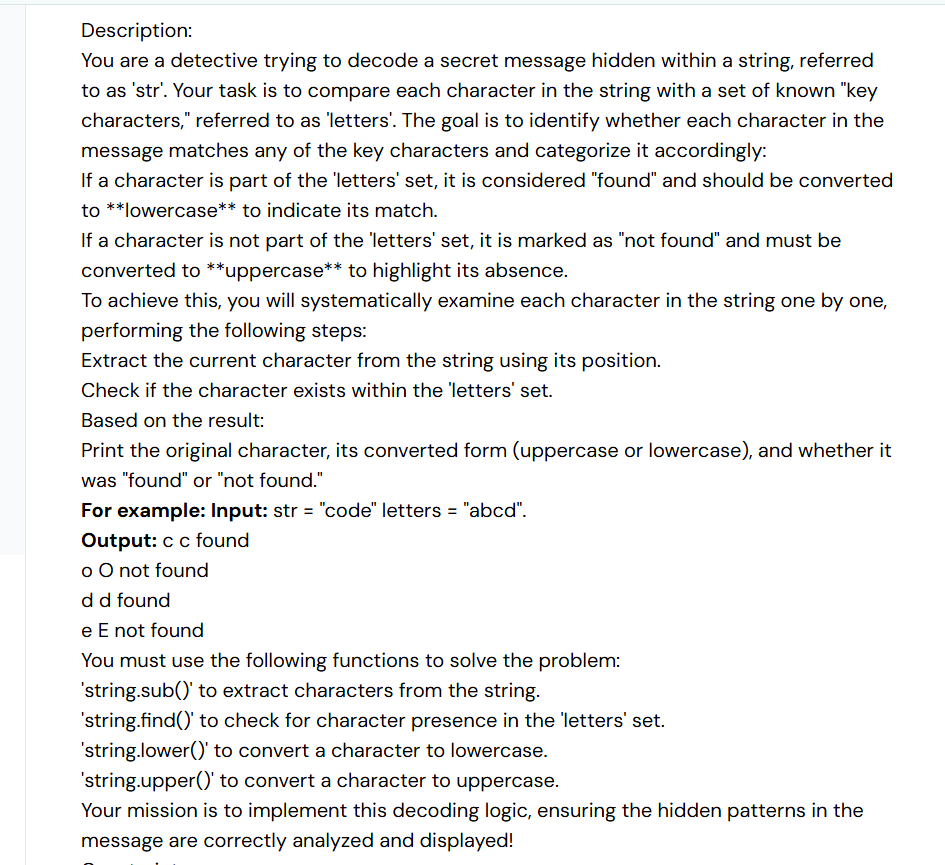 Description:
You are a detective trying to decode a secret message hidden within a string, referred
to as 'str'. Your task is to compare each character in the string with a set of known "key
characters," referred to as 'letters'. The goal is to identify whether each character in the
message matches any of the key characters and categorize it accordingly:
If a character is part of the 'letters' set, it is considered "found" and should be converted
to **lowercase** to indicate its match.
If a character is not part of the 'letters' set, it is marked as "not found" and must be
converted to **uppercase** to highlight its absence.
To achieve this, you will systematically examine each character in the string one by one,
performing the following steps:
Extract the current character from the string using its position.
Check if the character exists within the 'letters' set.
Based on the result:
Print the original character, its converted form (uppercase or lowercase), and whether it
was "found" or "not found."
For example: Input: str = "code" letters = "abcd".
Output: c c found
o O not found
d d found
e E not found
You must use the following functions to solve the problem:
'string.sub()' to extract characters from the string.
'string.find()' to check for character presence in the 'letters' set.
'string.lower()' to convert a character to lowercase.
'string.upper()' to convert a character to uppercase.
Your mission is to implement this decoding logic, ensuring the hidden patterns in the
message are correctly analyzed and displayed!